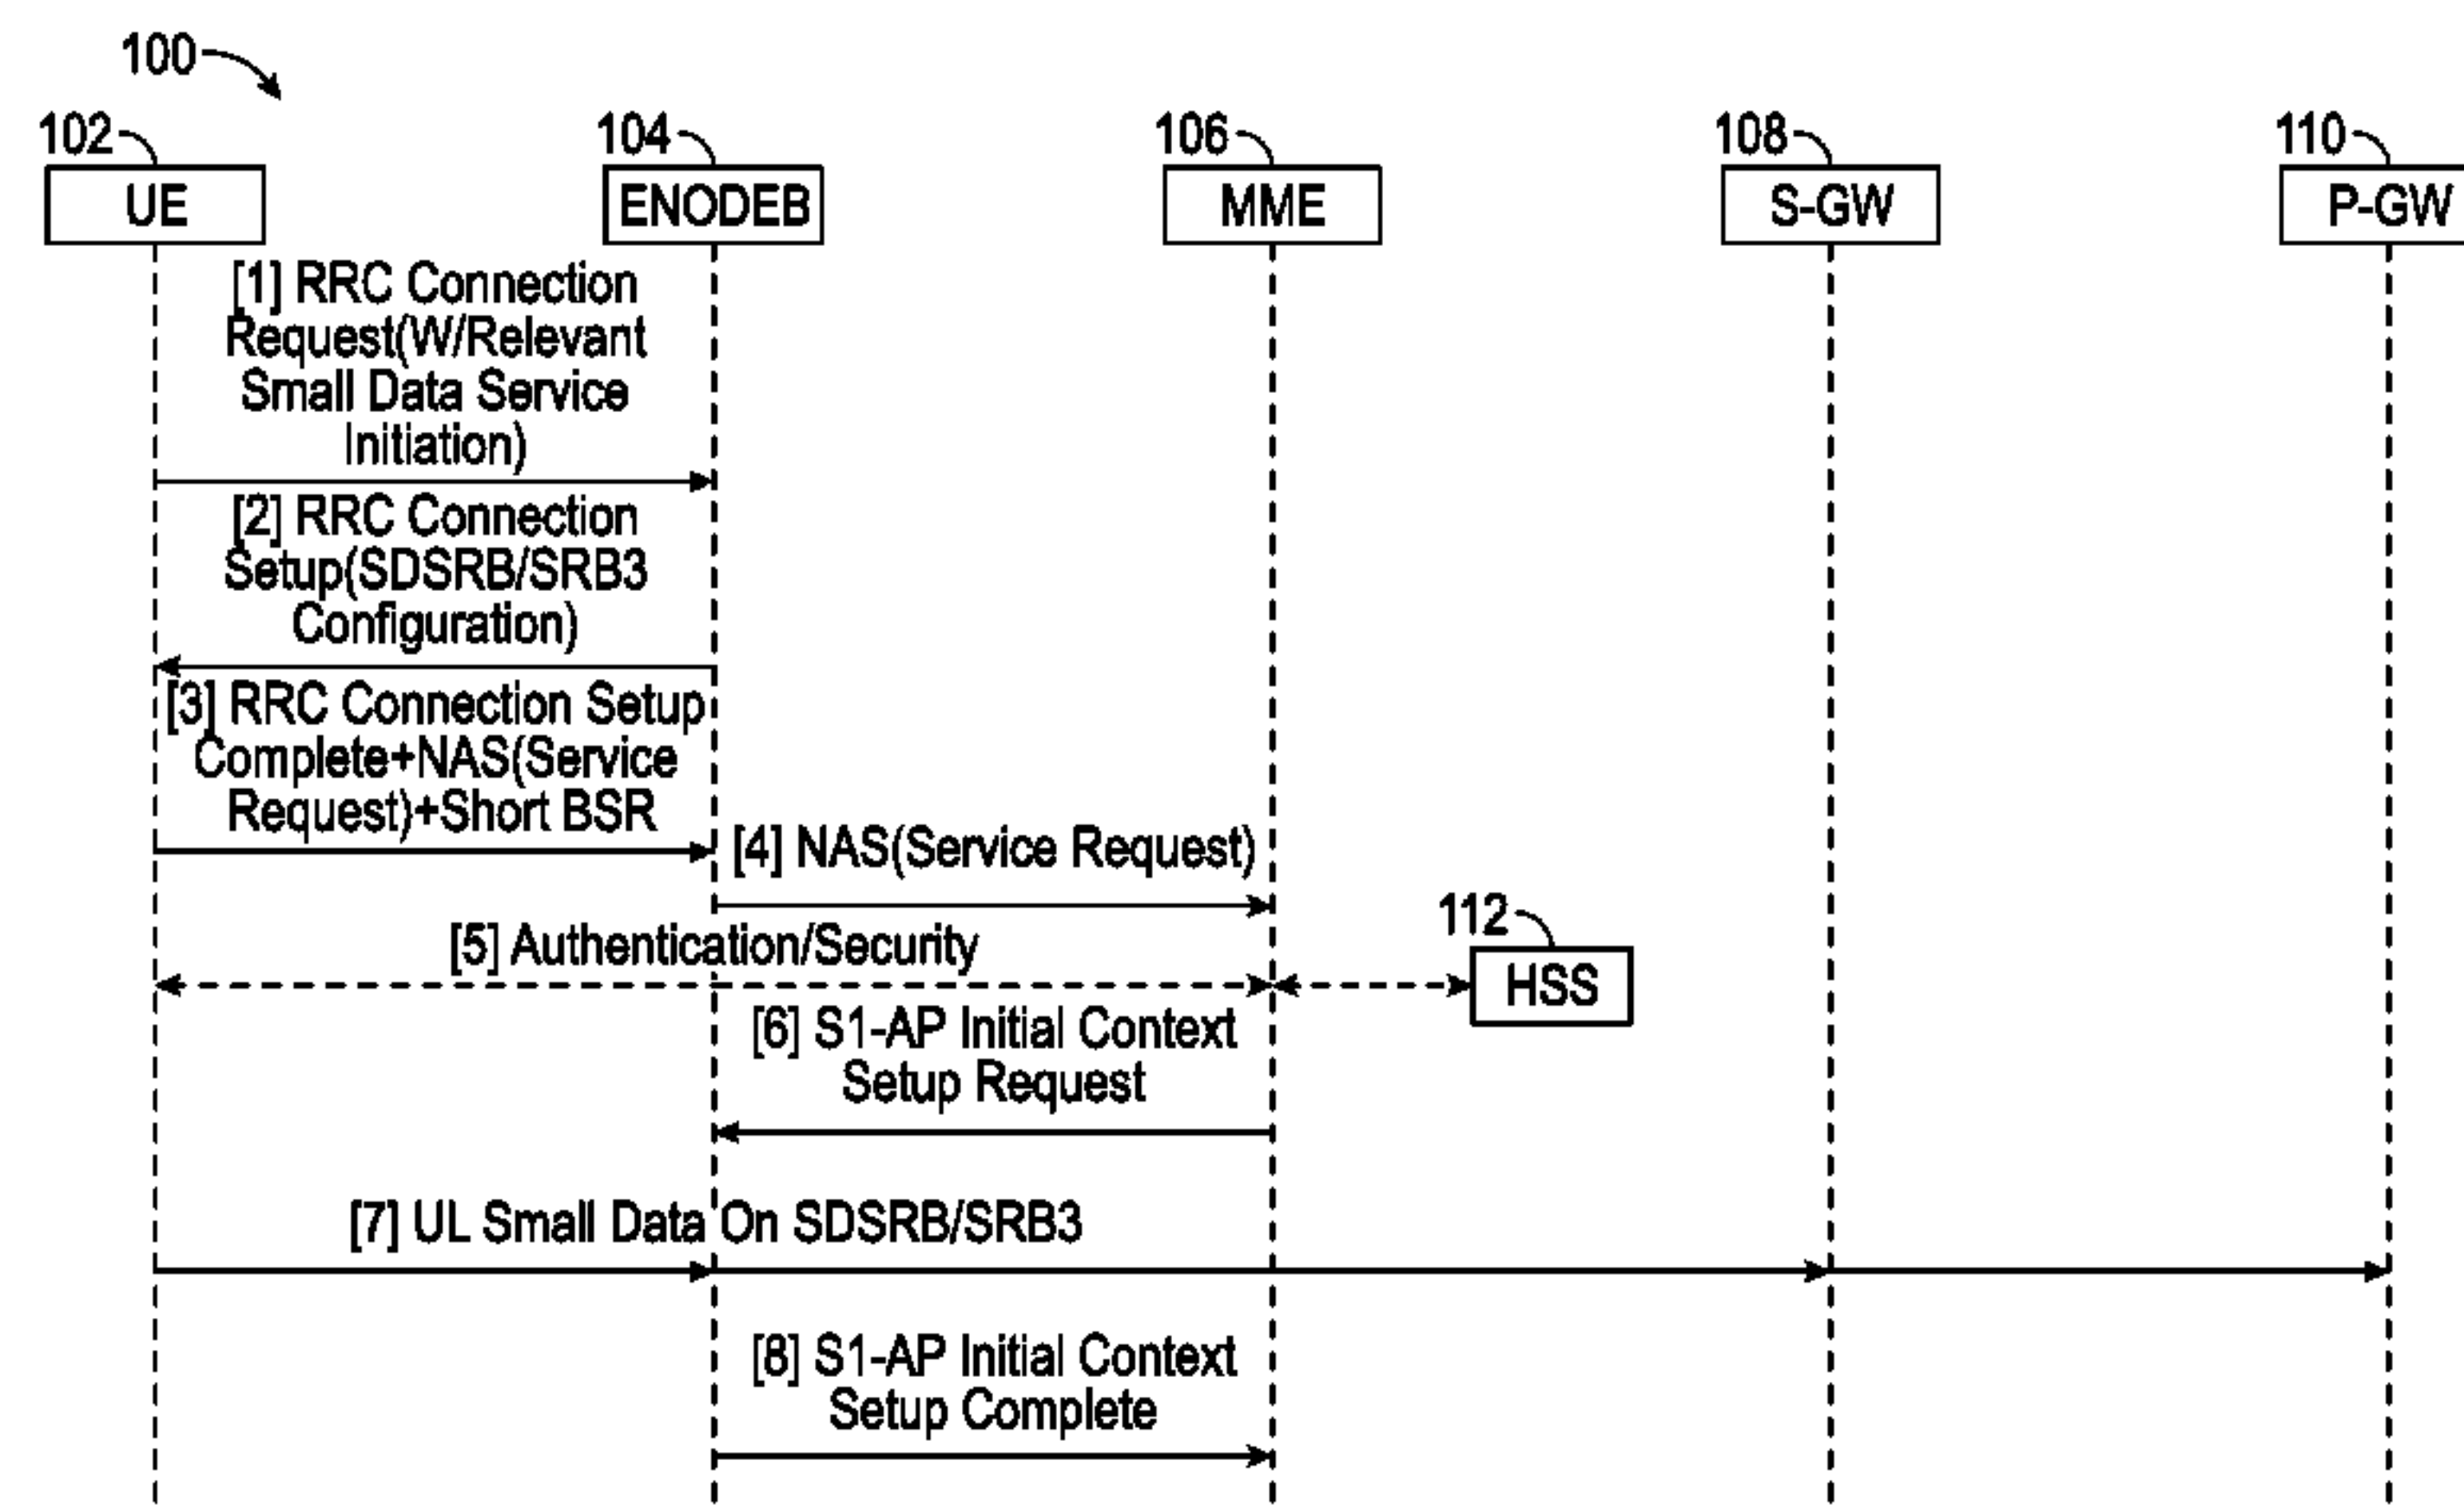 100
102
104
106
108
110
UE
ENODEB
MME
S-GW
P-GW
[1] RRC Connection
Request(W/Relevant
Small Data Service
Initiation)
[2] RRC Connection
Setup(SDSRB/SRB3
Configuration)
[3] RRC Connection Setup
Complete+NAS(Service
Request)+Short BSR
[4] NAS(Service Request)
[5] Authentication/Security
112
HSS
[6] S1-AP Initial Context
Setup Request
[7] UL Small Data On SDSRB/SRB3
[8] S1-AP Initial Context
Setup Complete